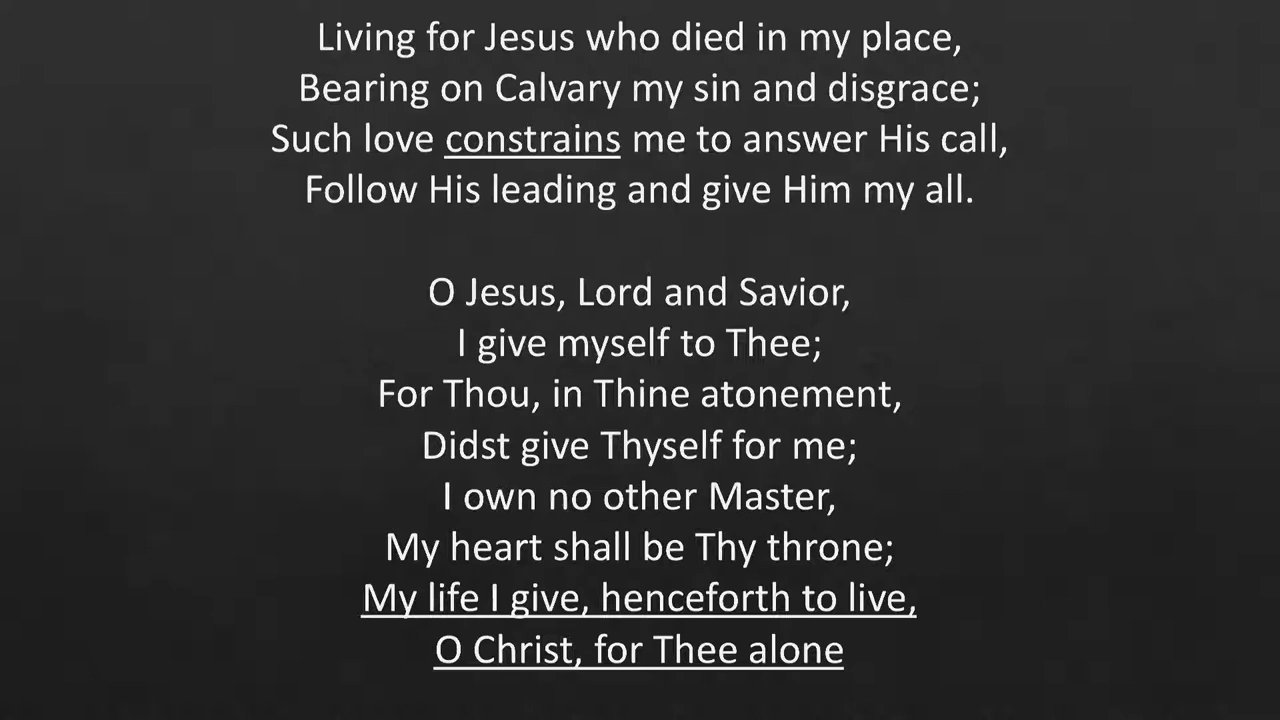 Living for Jesus who died in my place,
Bearing on Calvary my sin and disgrace;
Such love constrains me to answer His call,
Follow His leading and give Him my all.
O Jesus, Lord and Savior,
I give myself to Thee;
For Thou, in Thine atonement,
Didst give Thyself for me;
I own no other Master,
My heart shall be Thy throne;
My life I give, henceforth to live,
O Christ, for Thee alone